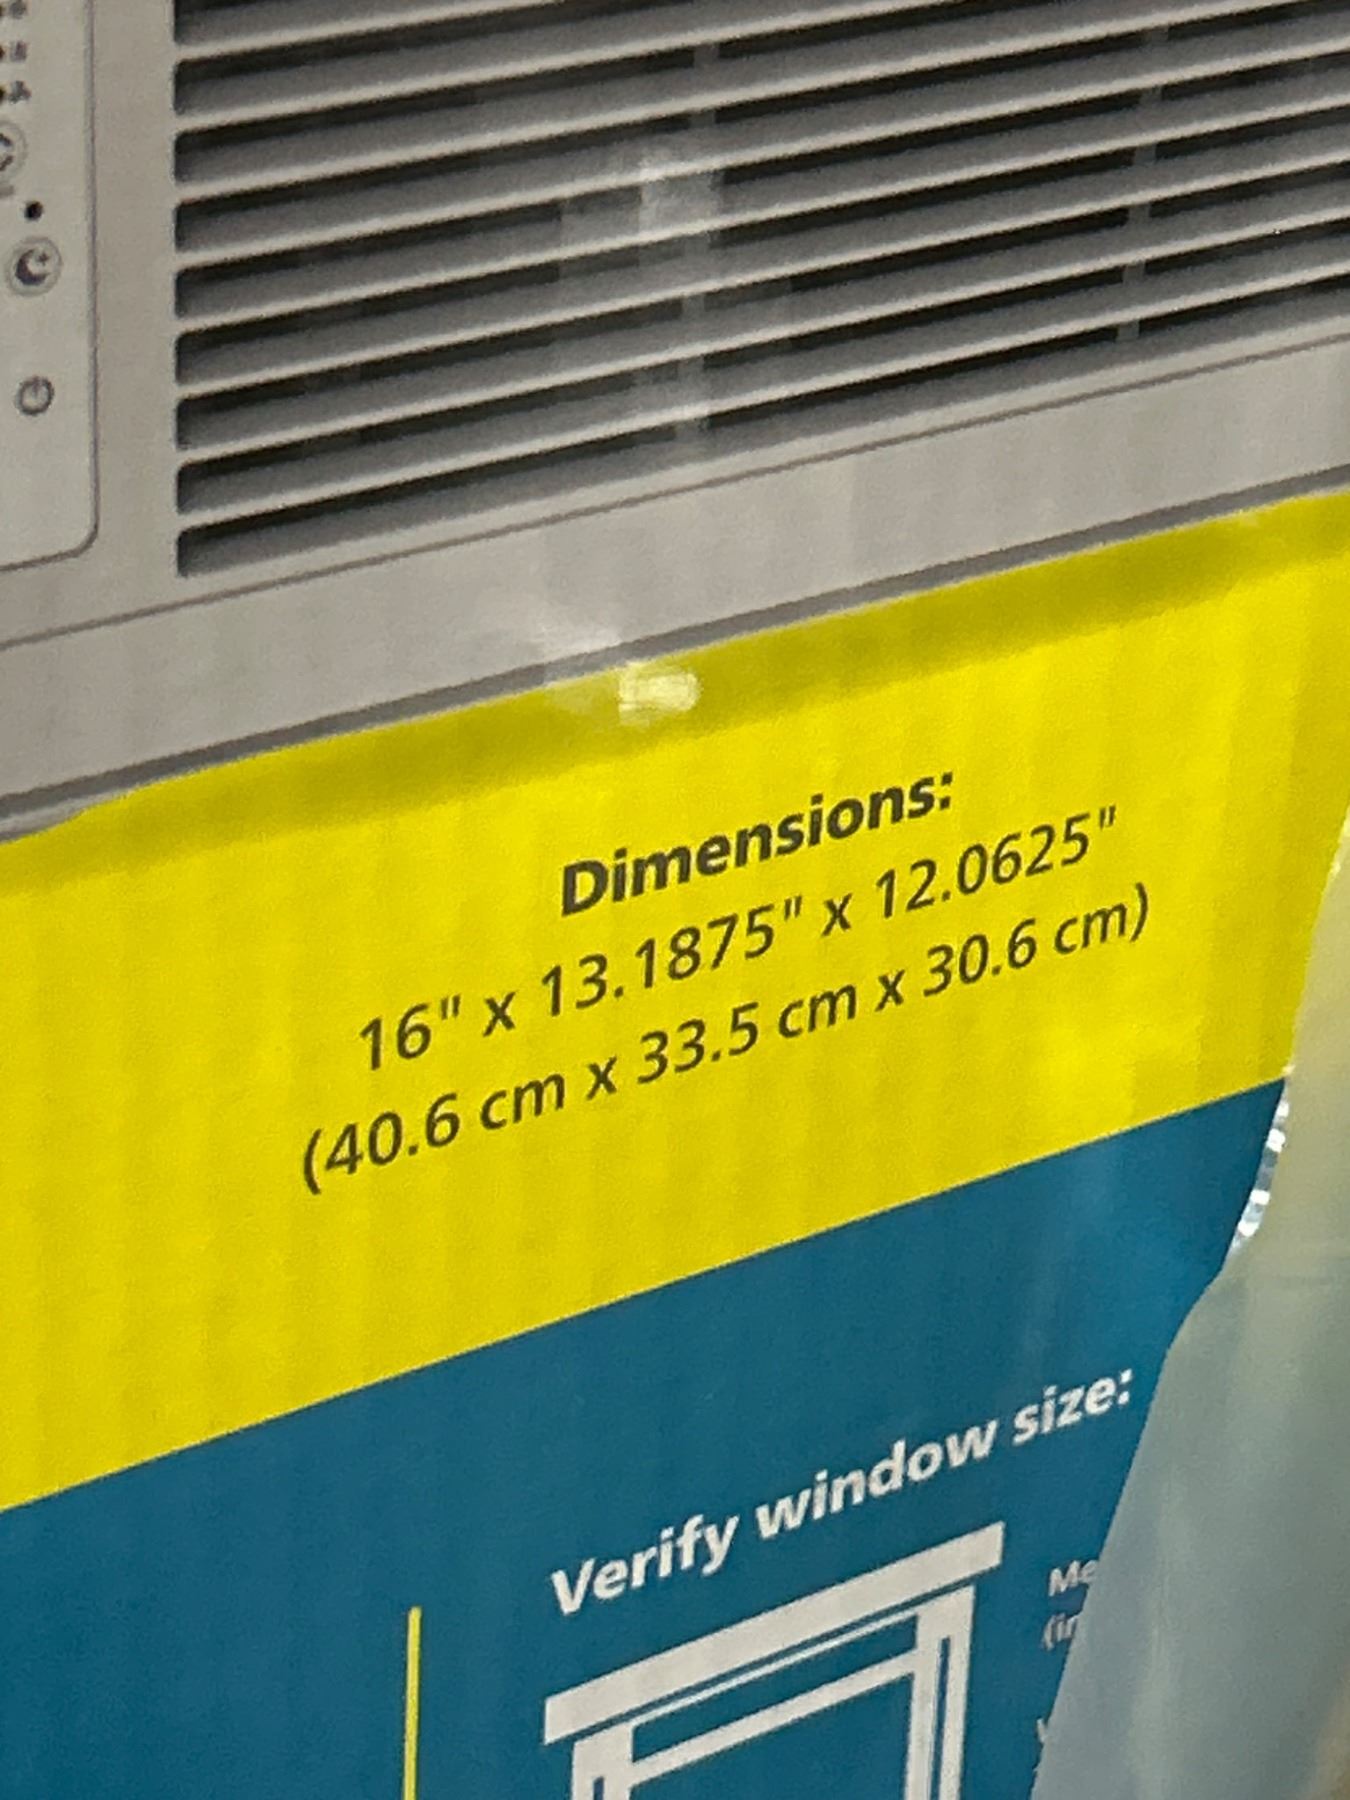 Dimensions:
16" x 13.1875" x 12.0625"
(40.6 cm x 33.5 cm x 30.6 cm)
Verify window size: